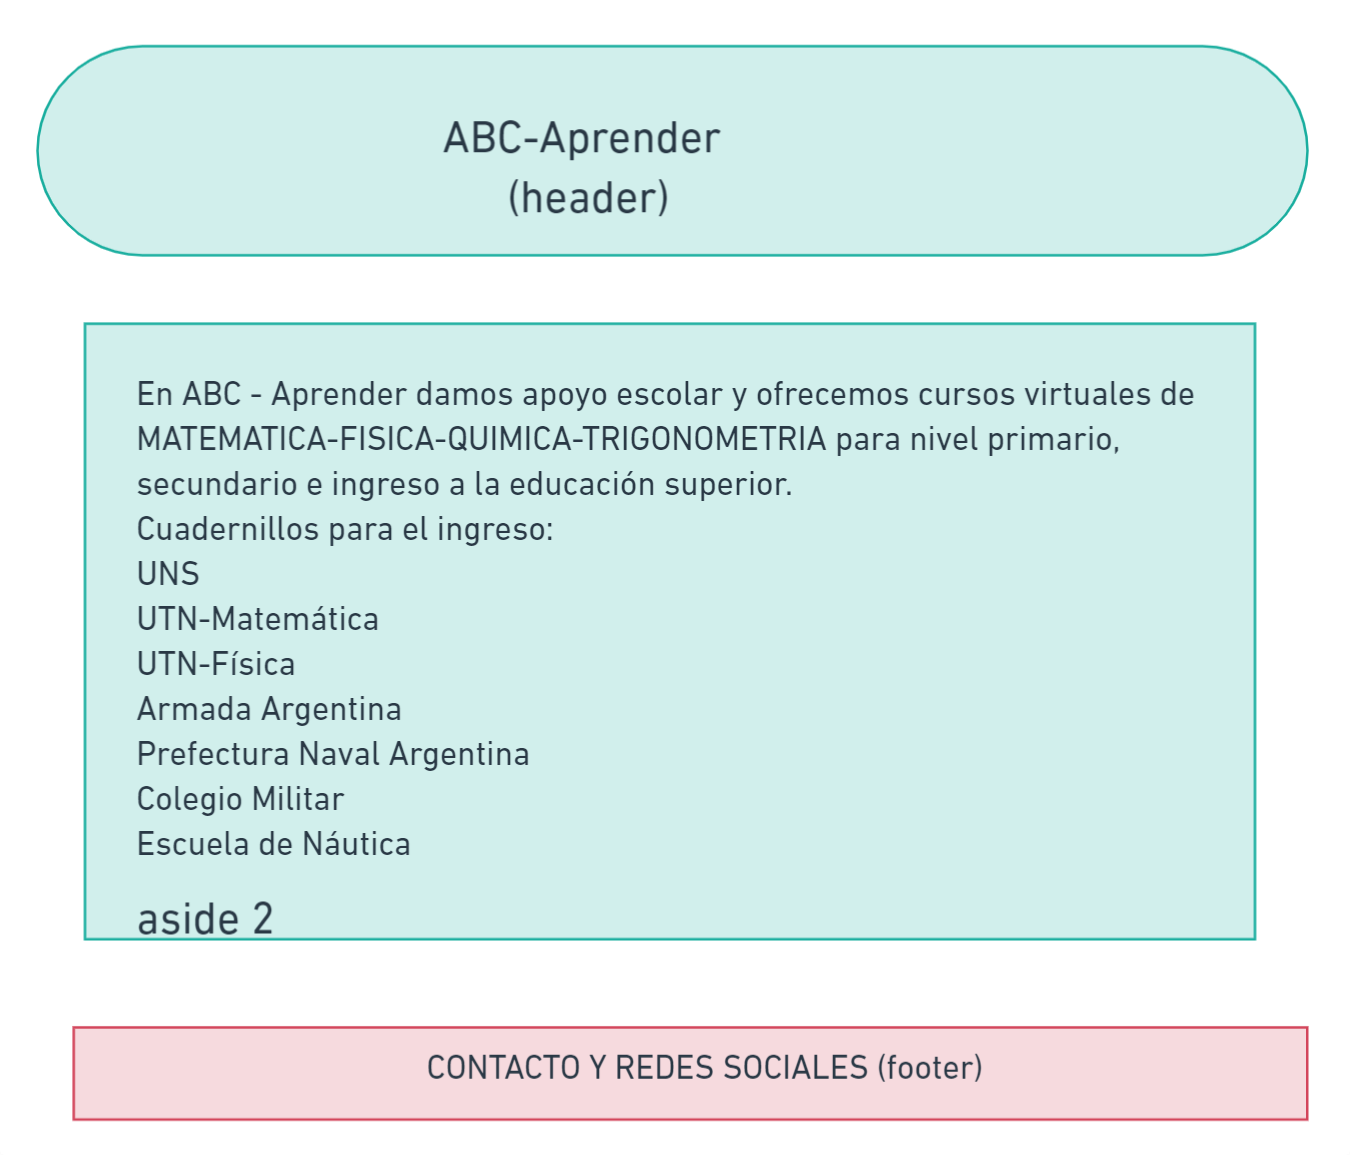 ABC-Aprender
(header)
En ABC - Aprender damos apoyo escolar y ofrecemos cursos virtuales de
MATEMATICA-FISICA-QUIMICA-TRIGONOMETRIA para nivel primario,
secundario e ingreso a la educación superior.
Cuadernillos para el ingreso:
UNS
UTN-Matemática
UTN-Física
Armada Argentina
Prefectura Naval Argentina
Colegio Militar
Escuela de Náutica
aside 2
CONTACTO Y REDES SOCIALES (footer)